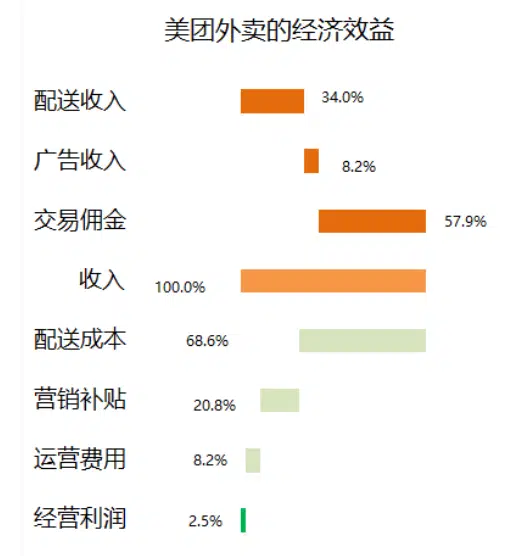 美团外卖的经济效益
配送收入 34.0%
广告收入 8.2%
交易佣金 57.9%
收入 100.0%
配送成本 68.6%
营销补贴 20.8%
运营费用 8.2%
经营利润 2.5%